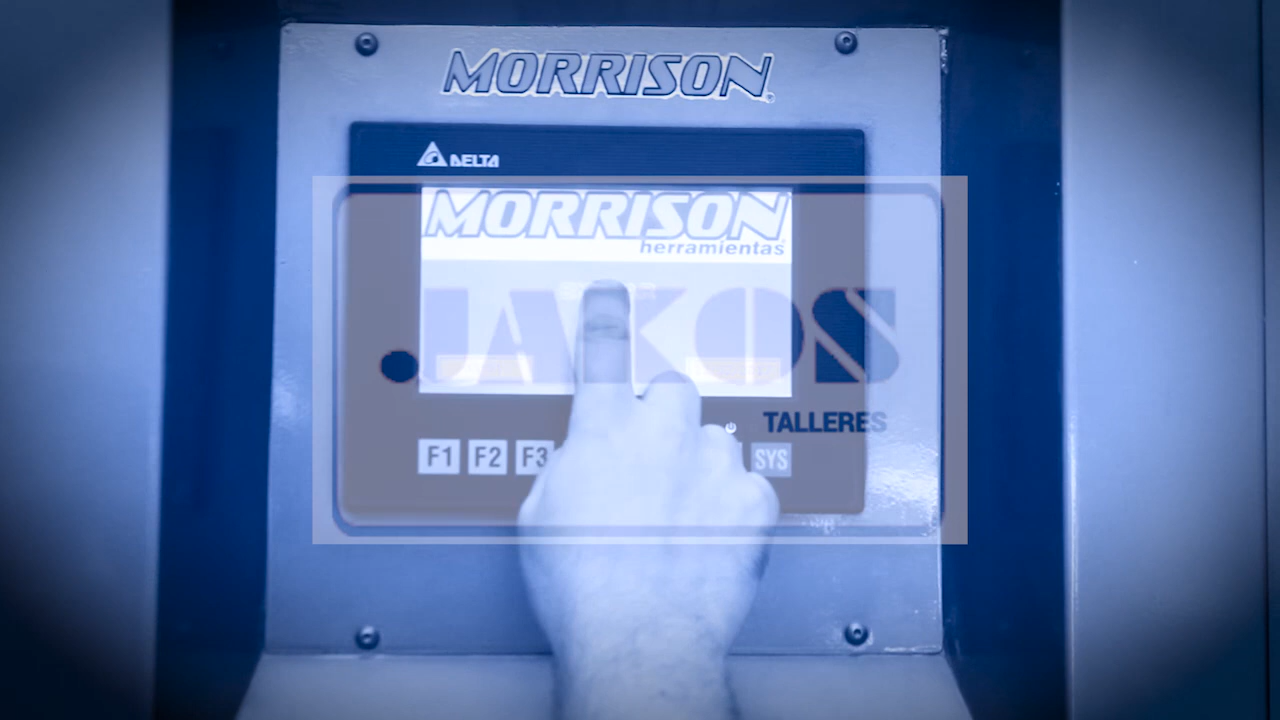 MORRISON
DELTA
MORRISON
herramientas
JAKOS
TALLERES
F1 F2 F3 SYS